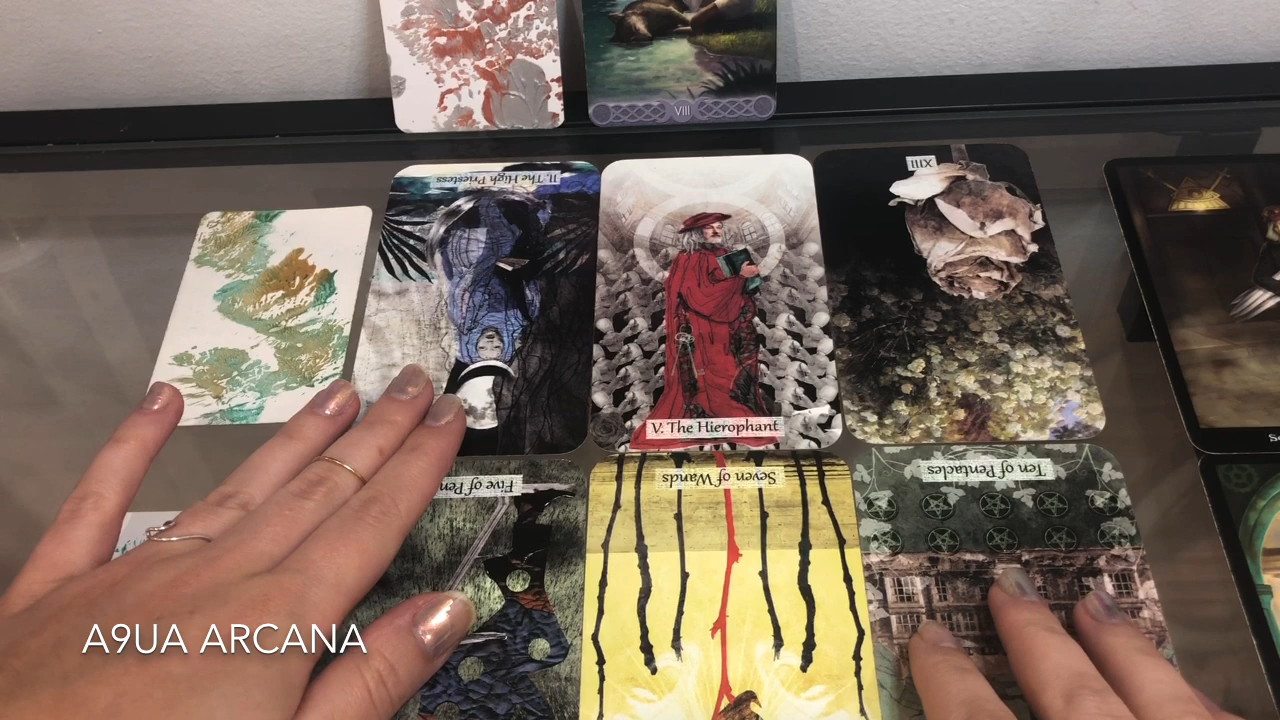 VIII
II. The High Priestess
XIII
V. The Hierophant
Five of Pen
Seven of Wands
Ten of Pentacles
A9UA ARCANA